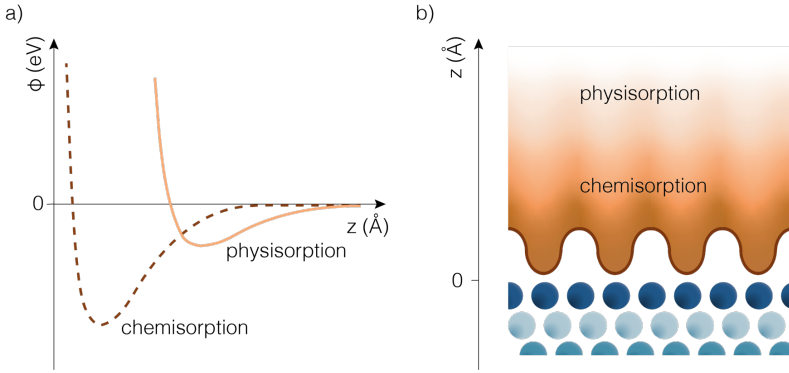 a)
ϕ (eV)
0
z (Å)
physisorption
chemisorption
b)
z (Å)
physisorption
chemisorption
0